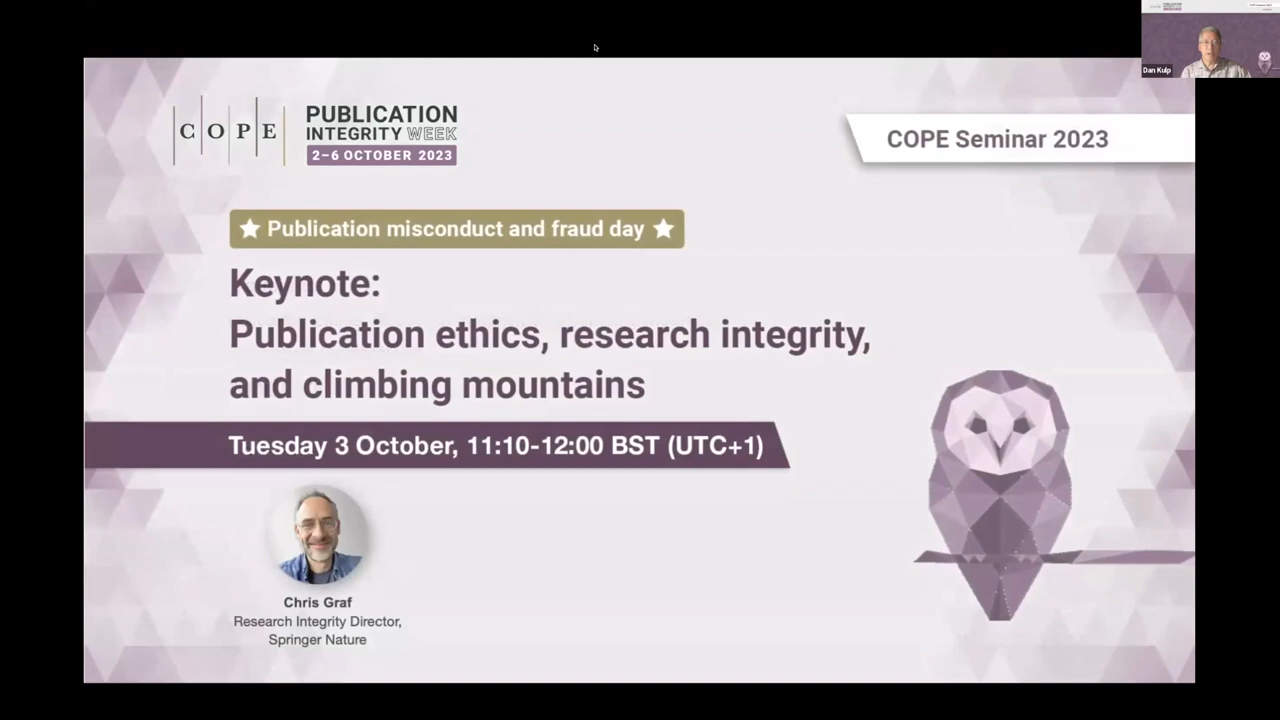 COPE
PUBLICATION
INTEGRITY WEEK
2–6 OCTOBER 2023
COPE Seminar 2023
Dan Kulp
Publication misconduct and fraud day
Keynote:
Publication ethics, research integrity,
and climbing mountains
Tuesday 3 October, 11:10-12:00 BST (UTC+1)
Chris Graf
Research Integrity Director,
Springer Nature